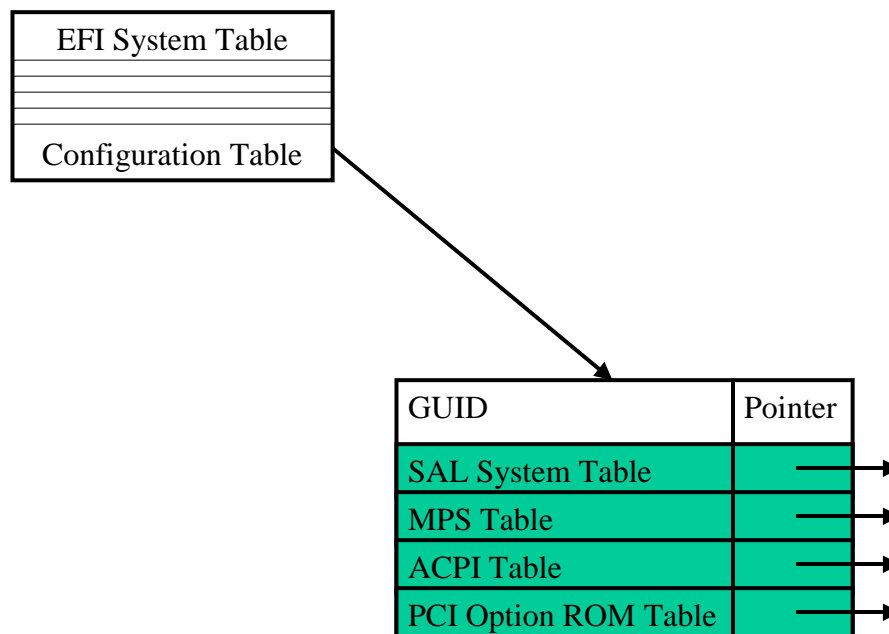 EFI System Table
Configuration Table
GUID Pointer
SAL System Table
MPS Table
ACPI Table
PCI Option ROM Table